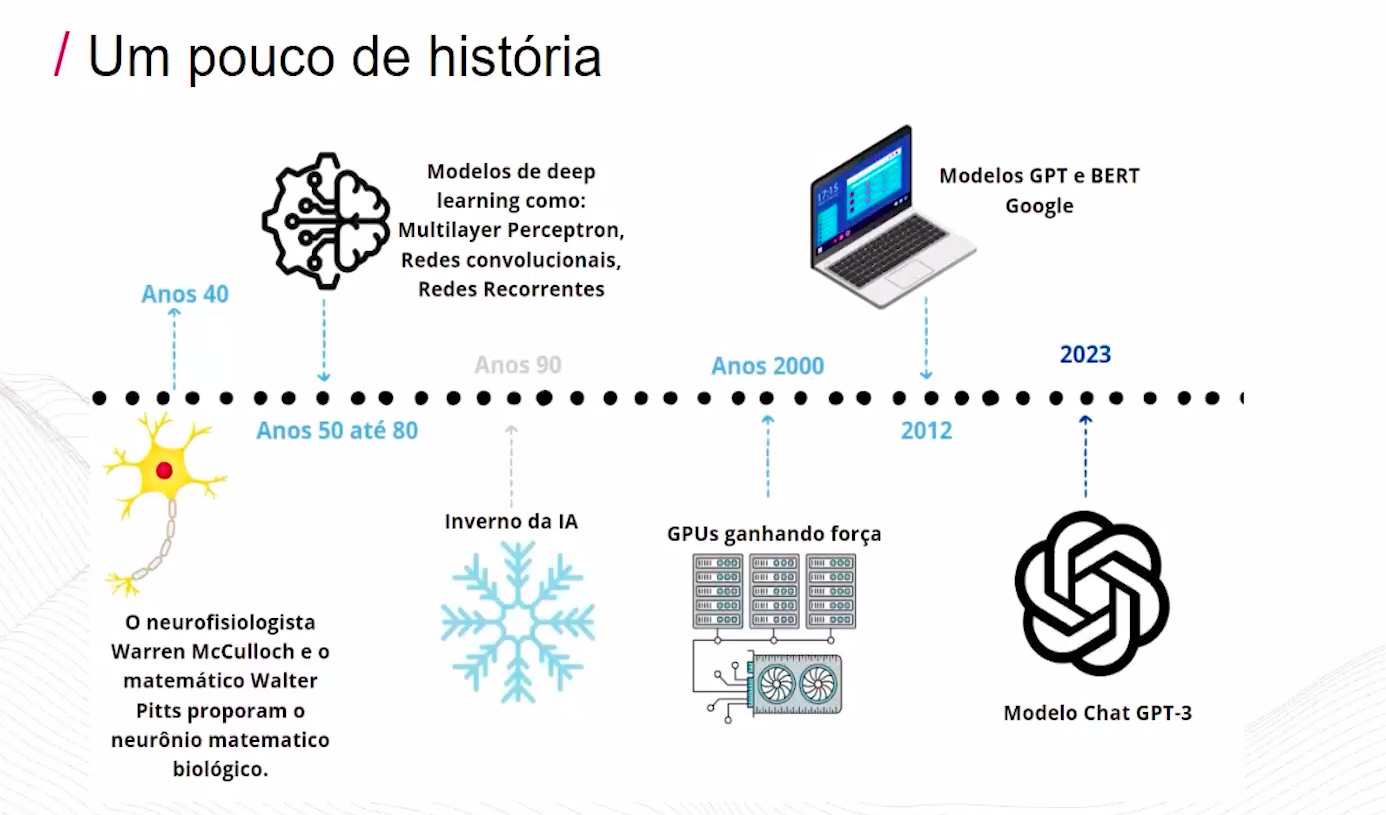 / Um pouco de história
Modelos de deep
learning como:
Multilayer Perceptron,
Redes convolucionais,
Redes Recorrentes
17:15
Modelos GPT e BERT
Google
Anos 40
Anos 90
Anos 2000
2023
Anos 50 até 80
2012
Inverno da IA
GPUs ganhando força
O neurofisiologista
Warren McCulloch e o
matemático Walter
Pitts proporam o
neurônio matematico
biológico.
Modelo Chat GPT-3